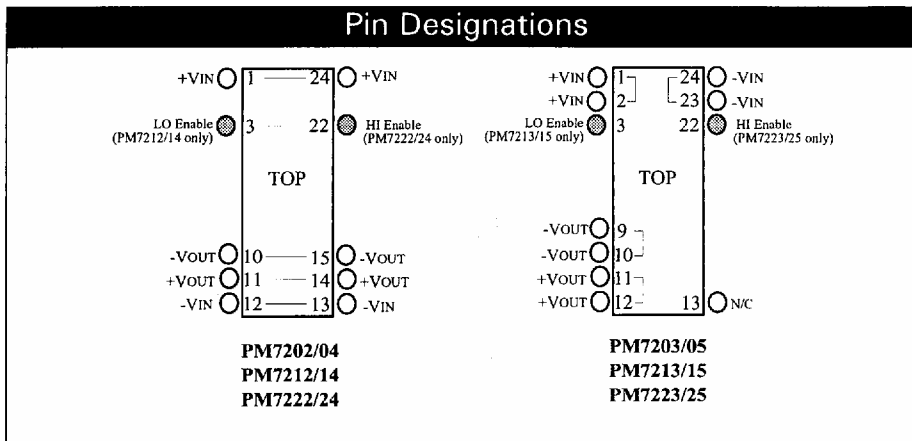 Pin Designations
+VIN 1 24 +VIN
LO Enable 3 22 HI Enable
(PM7212/14 only) (PM7222/24 only)
TOP
-VOUT 10 15 -VOUT
+VOUT 11 14 +VOUT
-VIN 12 13 -VIN
PM7202/04
PM7212/14
PM7222/24
+VIN 1 24 -VIN
+VIN 2 23 -VIN
LO Enable 3 22 HI Enable
(PM7213/15 only) (PM7223/25 only)
TOP
-VOUT 9
-VOUT 10
+VOUT 11
+VOUT 12 13 N/C
PM7203/05
PM7213/15
PM7223/25